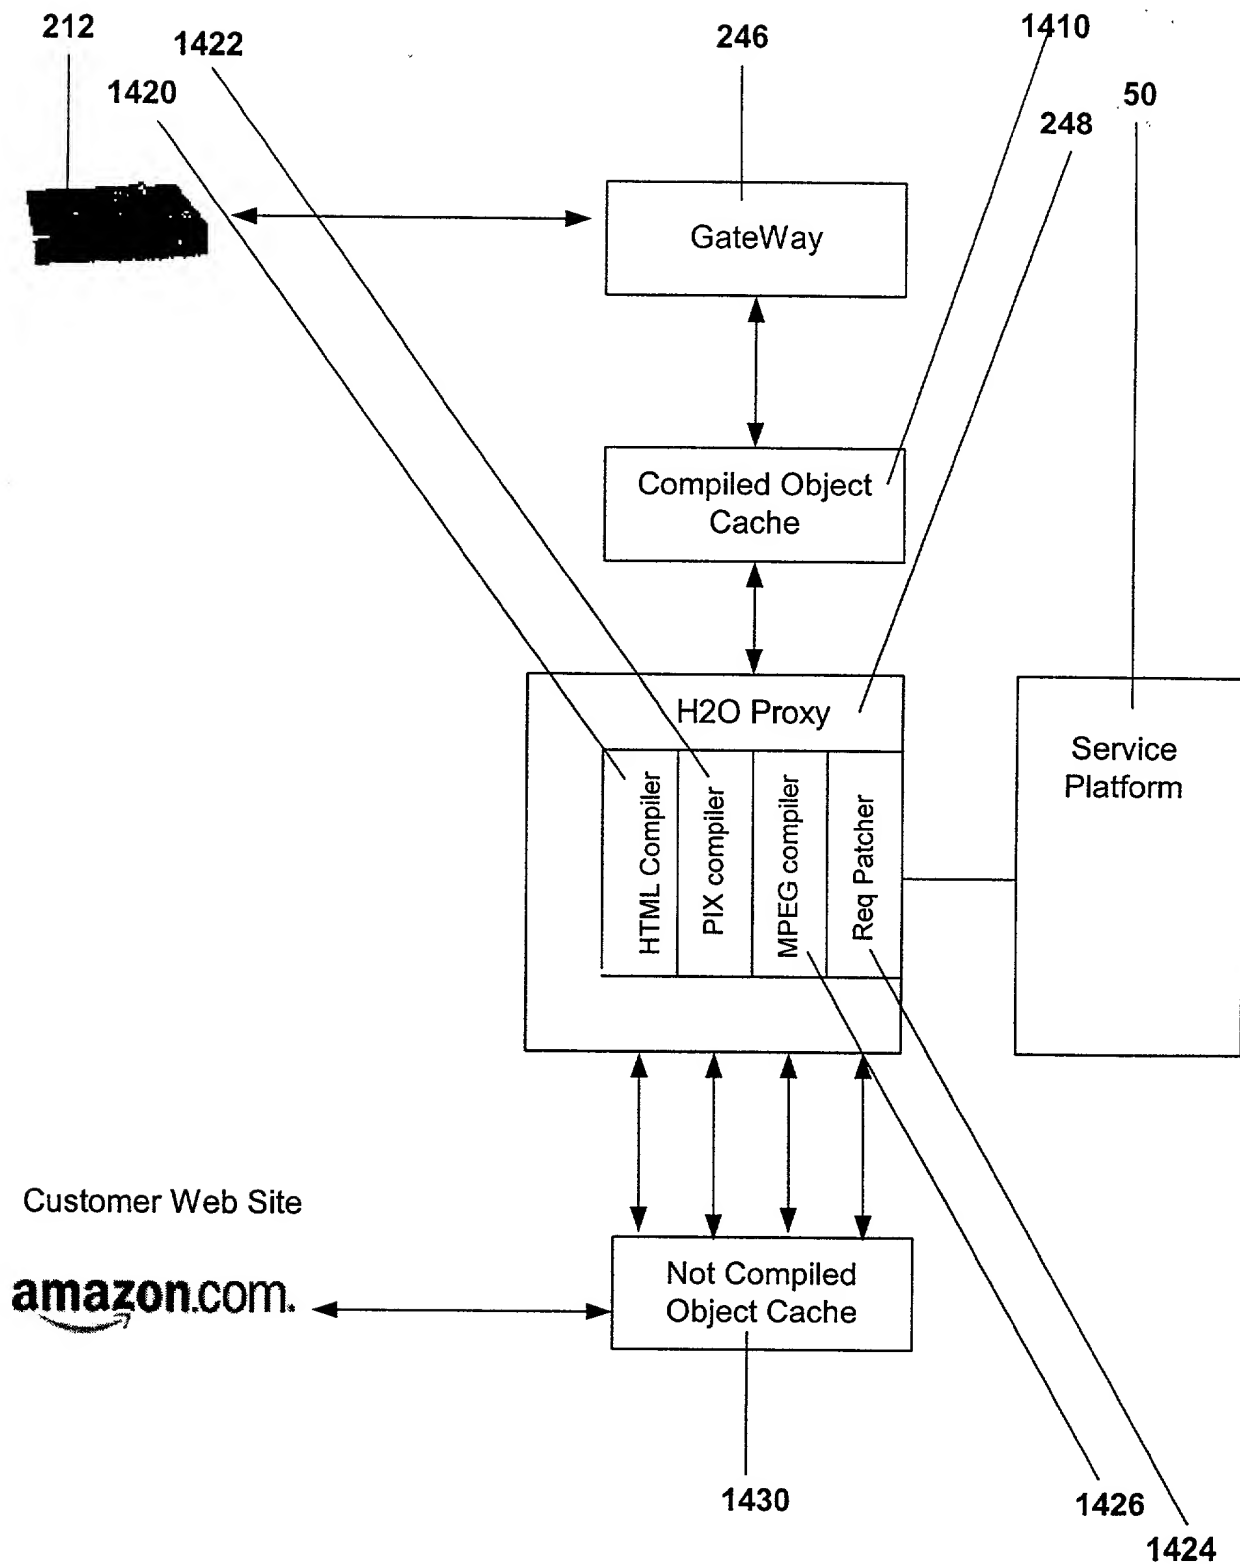 212
1422
246
1410
1420
50
248
GateWay
Compiled Object
Cache
H2O Proxy
HTML Compiler
PIX compiler
MPEG compiler
Req Patcher
Service
Platform
Customer Web Site
amazon.com.
Not Compiled
Object Cache
1430
1426
1424